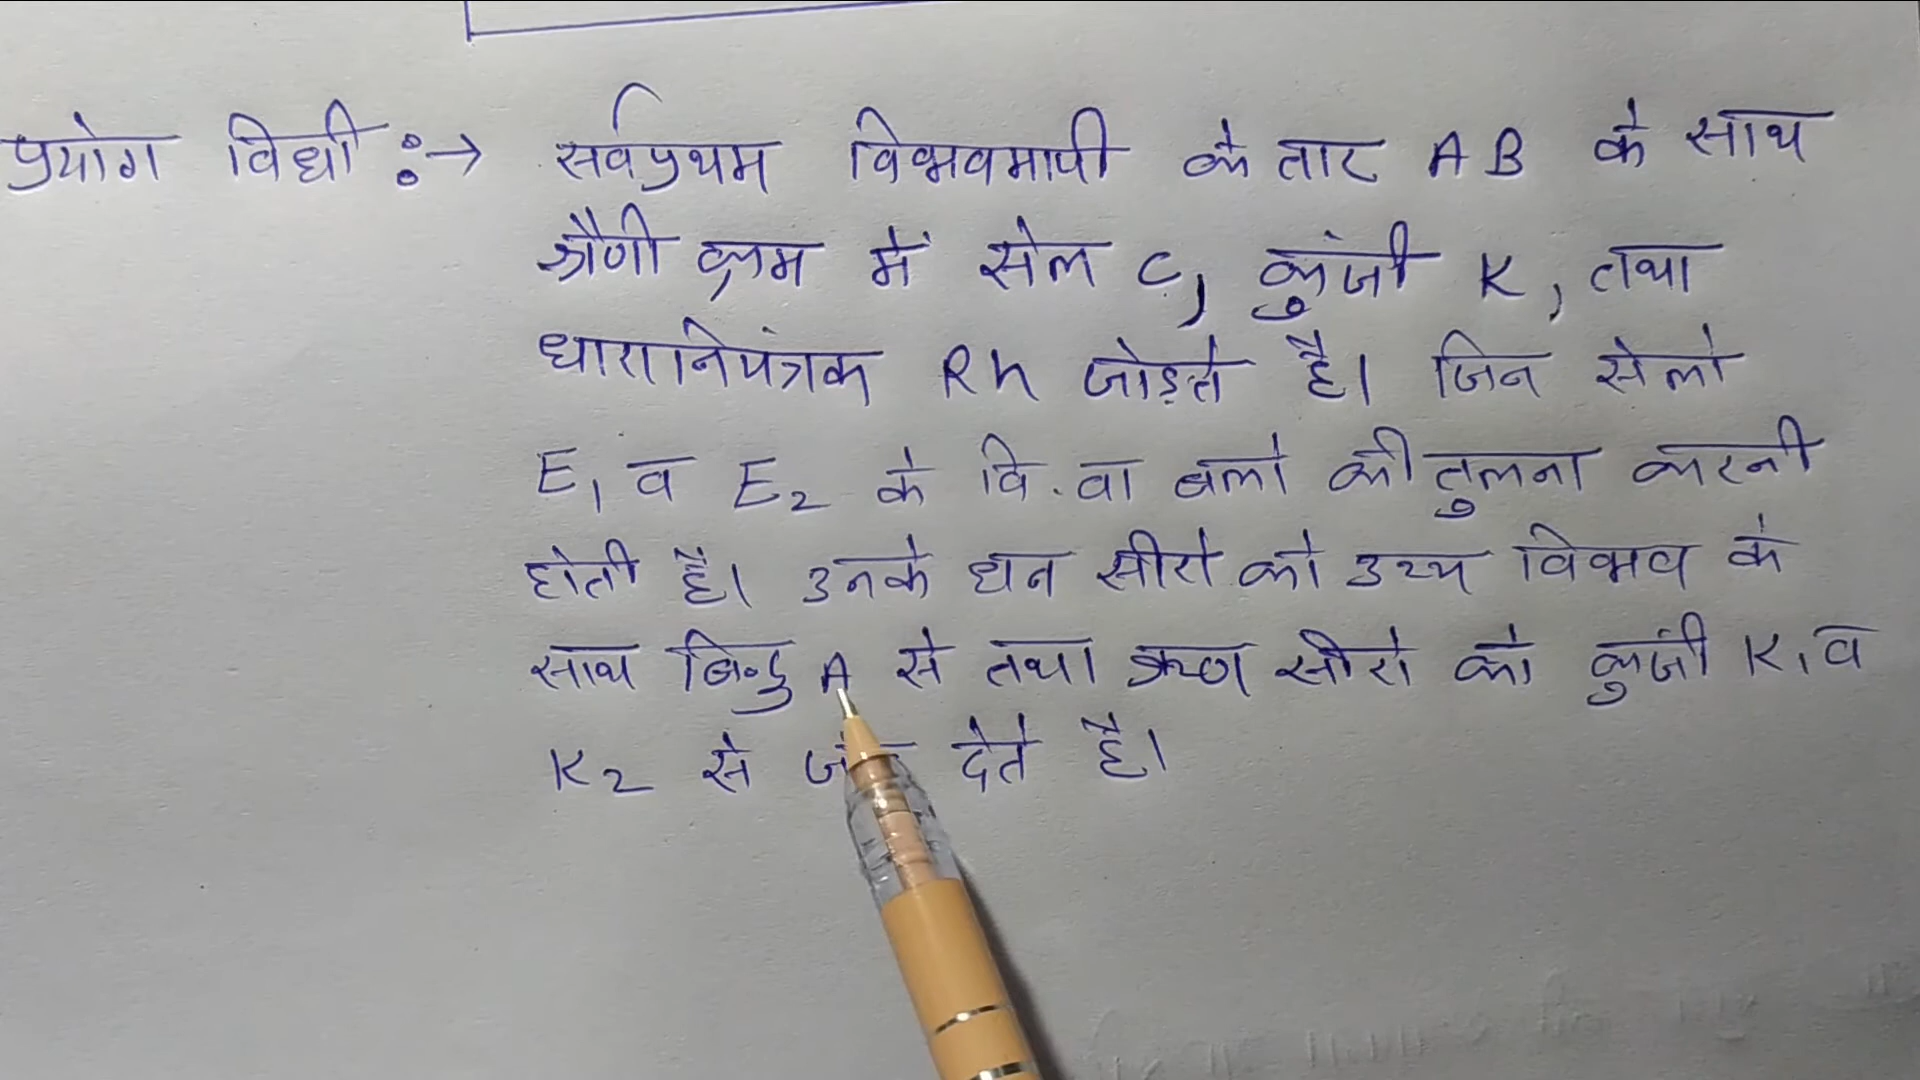 प्रयोग विधी :→ सर्वप्रथम विभवमापी के तार AB के साथ
श्रैणी क्रम में सेल C, कुंजी K, तथा
धारानियंत्रक Rh जोड़ते है। जिन सेलो
E₁ व E₂ के वि.वा बलो की तुलना करनी
होती है। उनके धन सीरो को उच्च विभव के
साथ बिन्दु A से तथा ऋण सीरो को कुंजी K₁ व
K₂ से देते है।